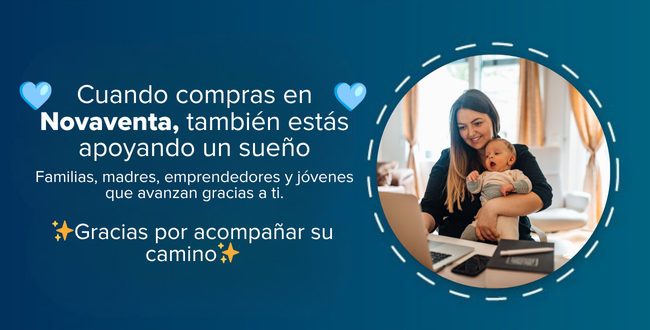 💙 Cuando compras en 💙
Novaventa, también estás
apoyando un sueño
Familias, madres, emprendedores y jóvenes
que avanzan gracias a ti.
✨Gracias por acompañar su
camino✨